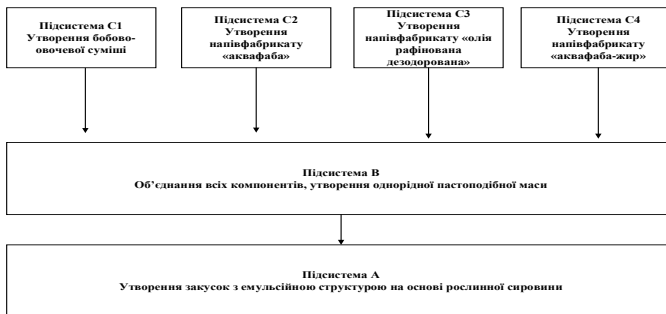 Підсистема С1
Утворення бобово-
овочевої суміші
Підсистема С2
Утворення
напівфабрикату
«аквафаба»
Підсистема С3
Утворення
напівфабрикату «олія
рафінована
дезодорована»
Підсистема С4
Утворення
напівфабрикату
«аквафаба-жир»
Підсистема В
Об’єднання всіх компонентів, утворення однорідної пастоподібної маси
Підсистема А
Утворення закусок з емульсійною структурою на основі рослинної сировини